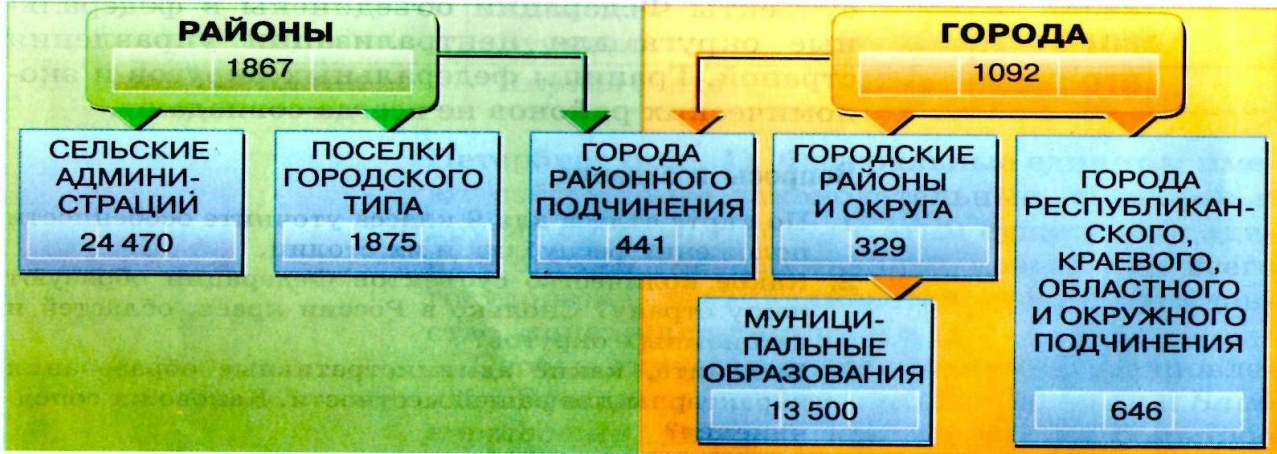 РАЙОНЫ
1867
ГОРОДА
1092
СЕЛЬСКИЕ
АДМИНИ-
СТРАЦИЙ
24 470
ПОСЕЛКИ
ГОРОДСКОГО
ТИПА
1875
ГОРОДА
РАЙОННОГО
ПОДЧИНЕНИЯ
441
ГОРОДСКИЕ
РАЙОНЫ
И ОКРУГА
329
МУНИЦИ-
ПАЛЬНЫЕ
ОБРАЗОВАНИЯ
13 500
ГОРОДА
РЕСПУБЛИКАН-
СКОГО,
КРАЕВОГО,
ОБЛАСТНОГО
И ОКРУЖНОГО
ПОДЧИНЕНИЯ
646